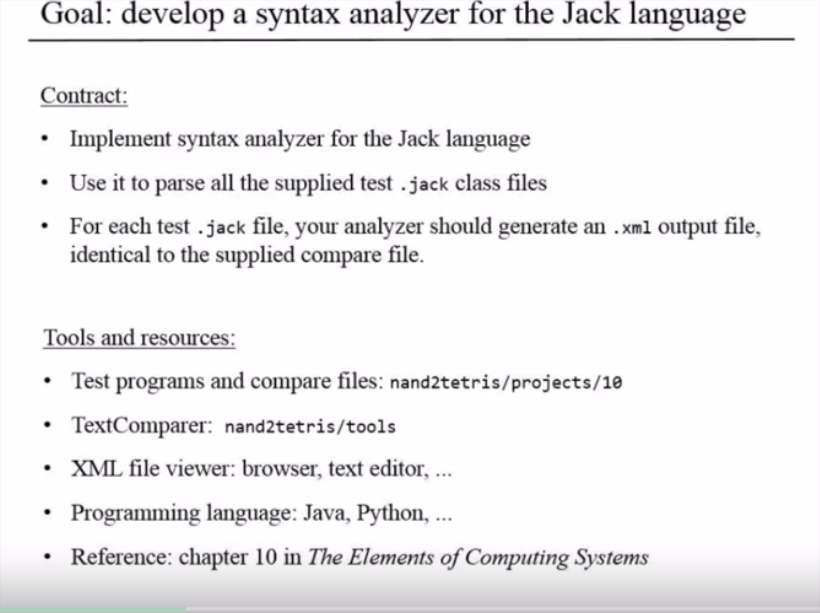 Goal: develop a syntax analyzer for the Jack language
Contract:
• Implement syntax analyzer for the Jack language
• Use it to parse all the supplied test .jack class files
• For each test .jack file, your analyzer should generate an .xml output file,
identical to the supplied compare file.
Tools and resources:
• Test programs and compare files: nand2tetris/projects/10
• TextComparer: nand2tetris/tools
• XML file viewer: browser, text editor, ...
• Programming language: Java, Python, ...
• Reference: chapter 10 in The Elements of Computing Systems